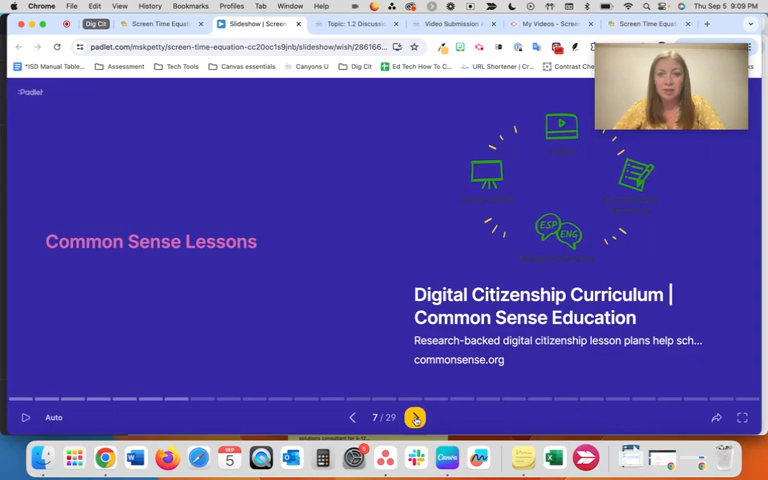 Chrome File Edit View History Bookmarks Profiles Tab Window Help Thu Sep 5 9:09 PM
Dig Cit Screen Time Equati Slideshow | Screen Topic: 1.2 Discussi Video Submission My Videos - Screen Screen Time Equati
padlet.com/mskpetty/screen-time-equation-cc20oc1s9jnb/slideshow/wish/286166...
*ISD Manual Table... Assessment Tech Tools Canvas essentials Canyons U Dig Cit Ed Tech How To C... URL Shortener | Cr... Contrast Che
:Padlet
ESP
ENG
Common Sense Lessons
Digital Citizenship Curriculum |
Common Sense Education
Research-backed digital citizenship lesson plans help sch...
commonsense.org
Auto 7 / 29
SEP
5